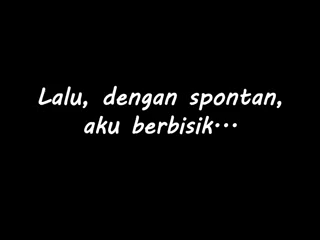 Lalu, dengan spontan,
aku berbisik...